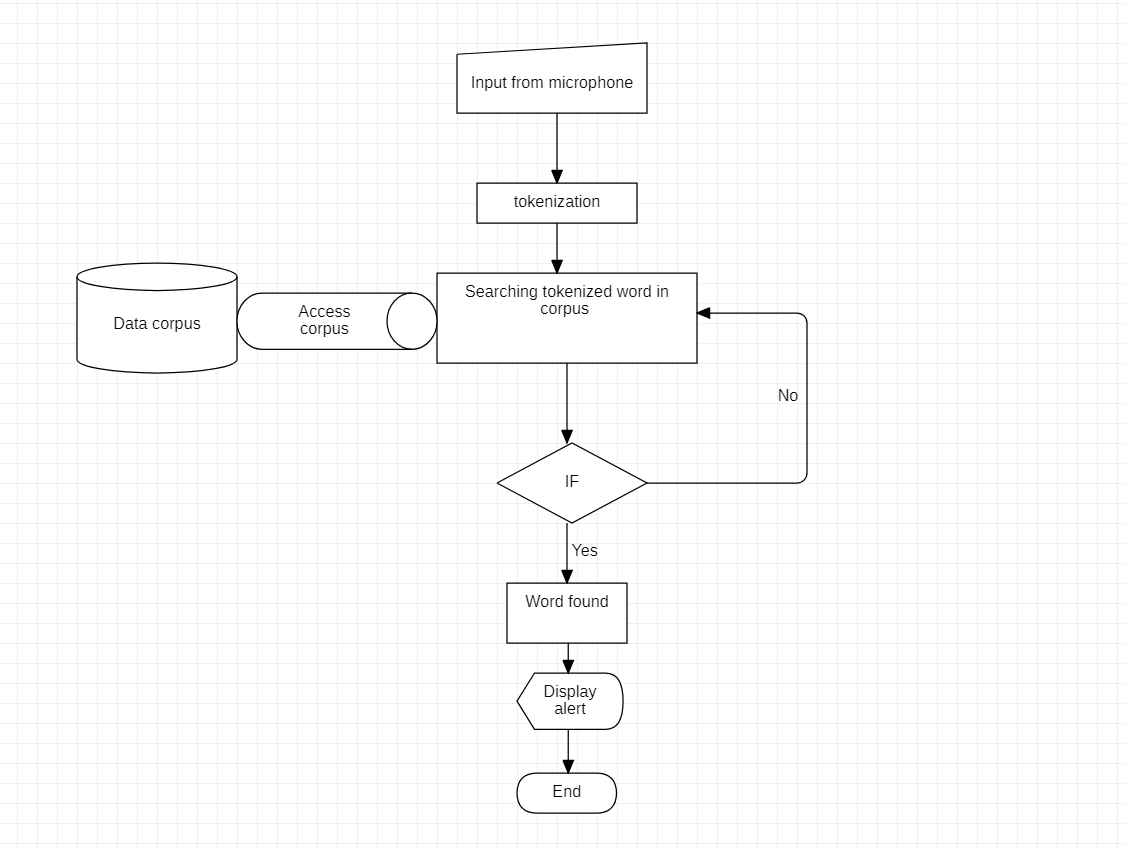 Input from microphone
tokenization
Searching tokenized word in
corpus
Data corpus
Access
corpus
No
IF
Yes
Word found
Display
alert
End